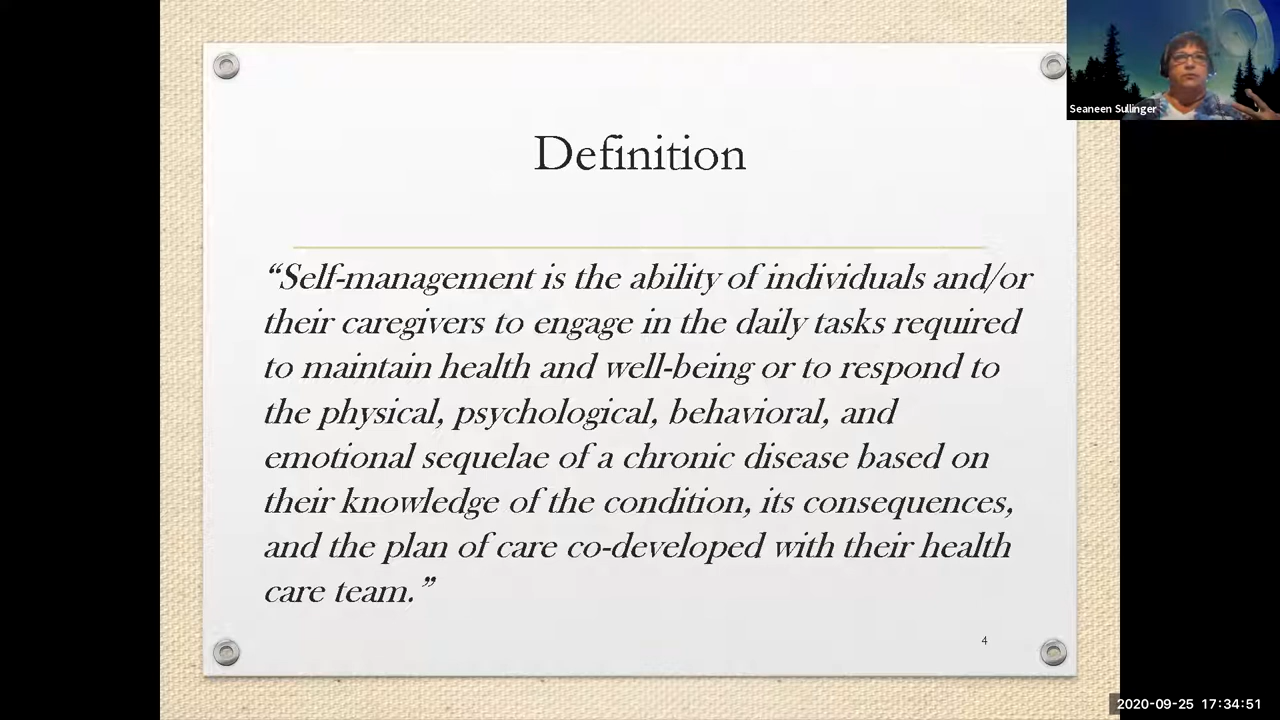 Seaneen Sullinger
Definition
“Self-management is the ability of individuals and/or
their caregivers to engage in the daily tasks required
to maintain health and well-being or to respond to
the physical, psychological, behavioral, and
emotional sequelae of a chronic disease based on
their knowledge of the condition, its consequences,
and the plan of care co-developed with their health
care team.”
4
2020-09-25 17:34:51